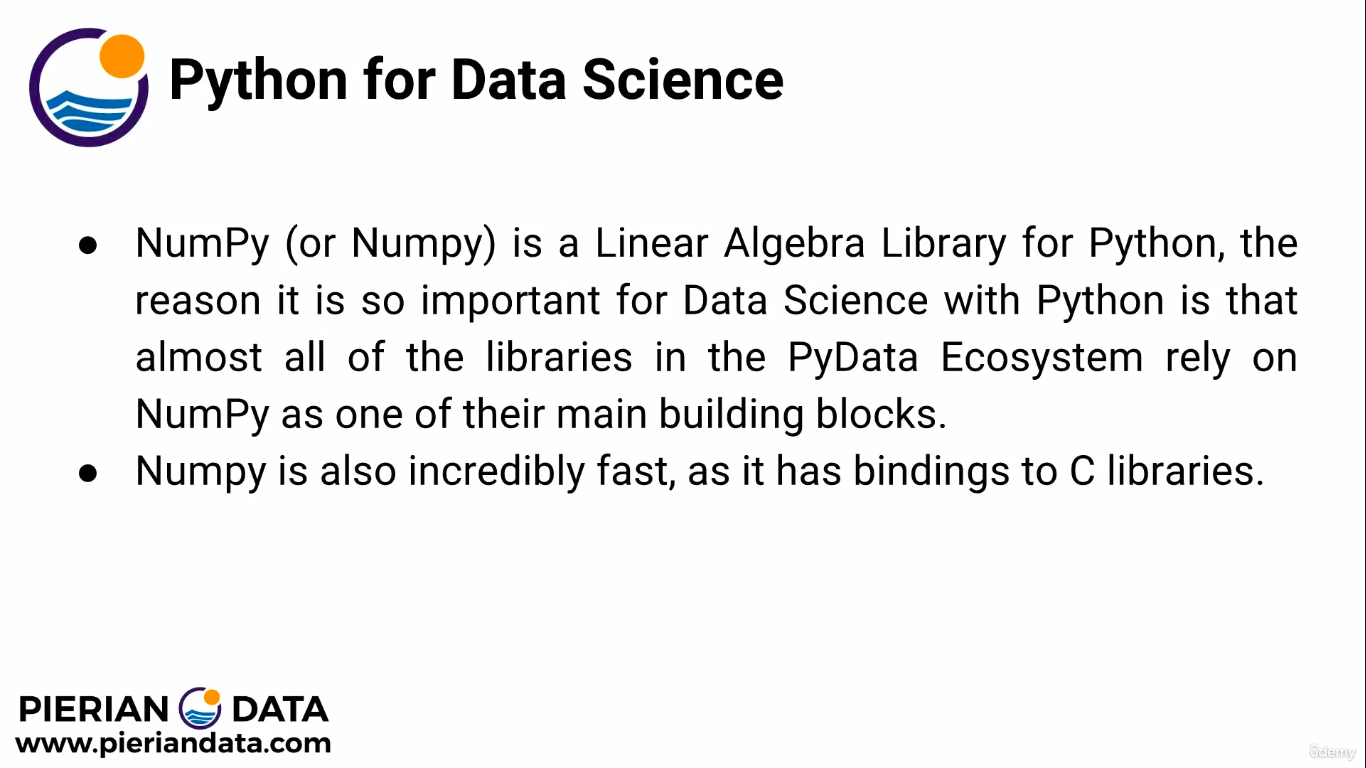 Python for Data Science
● NumPy (or Numpy) is a Linear Algebra Library for Python, the
reason it is so important for Data Science with Python is that
almost all of the libraries in the PyData Ecosystem rely on
NumPy as one of their main building blocks.
● Numpy is also incredibly fast, as it has bindings to C libraries.
PIERIAN DATA
www.pieriandata.com
ûdemy